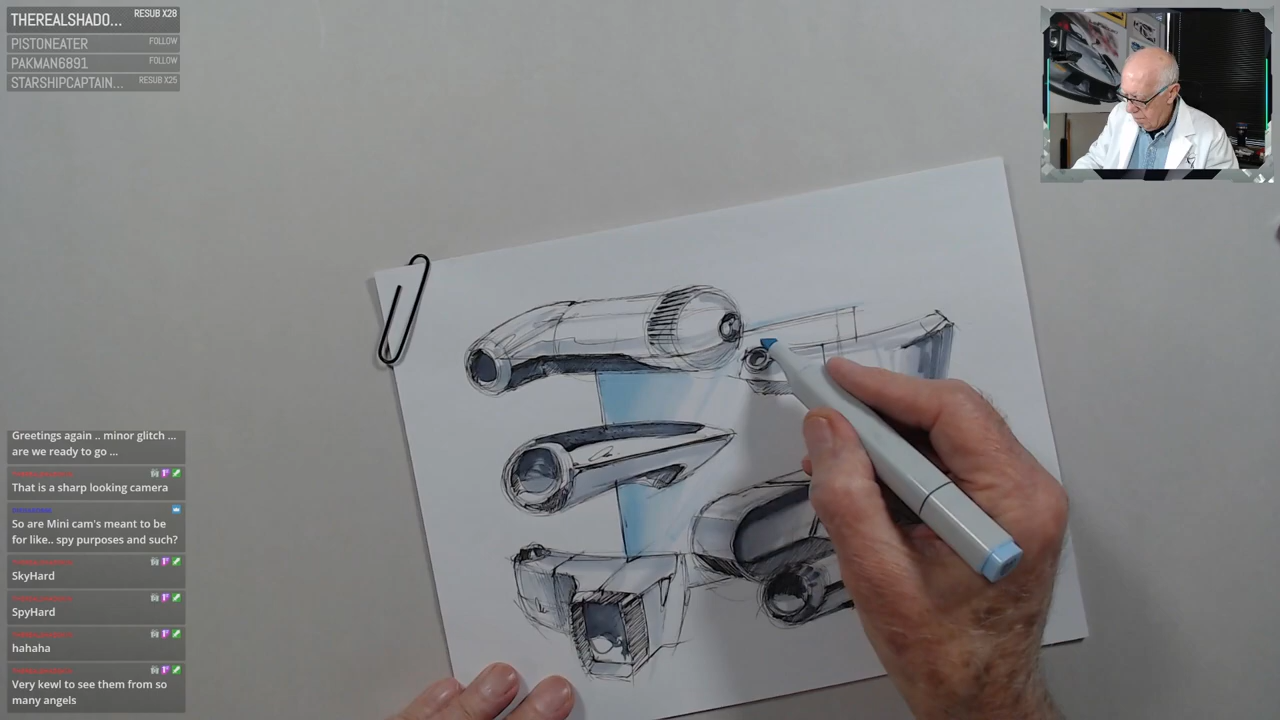 THEREALSHADO... RESUB X28
PISTONEATER FOLLOW
PAKMAN6891 FOLLOW
STARSHIPCAPTAIN... RESUB X25
Greetings again .. minor glitch ...
are we ready to go ...
That is a sharp looking camera
So are Mini cam's meant to be
for like.. spy purposes and such?
SkyHard
SpyHard
hahaha
Very kewl to see them from so
many angels